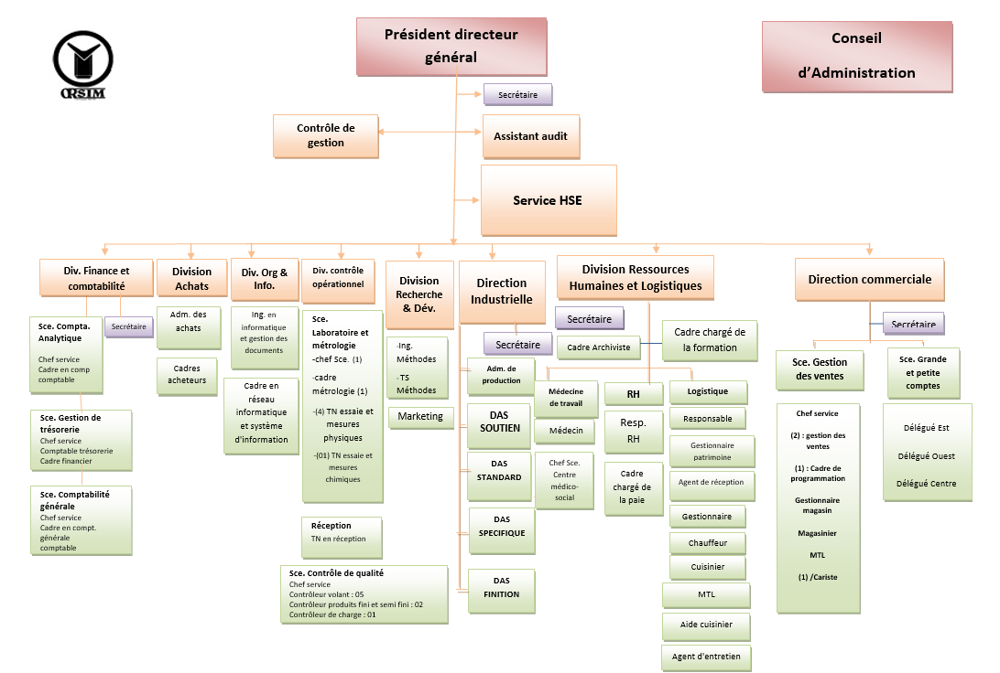 Président directeur
général
Conseil
d'Administration
ORSIM
Secrétaire
Contrôle de
gestion
Assistant audit
Service HSE
Div. Finance et
comptabilité
Division
Achats
Div. Org &
Info.
Div. contrôle
opérationnel
Division
Recherche
& Dév.
Direction
Industrielle
Division Ressources
Humaines et Logistiques
Direction commerciale
Sce. Compta.
Analytique
Chef service
Cadre en comp
comptable
Secrétaire
Sce. Gestion de
trésorerie
Chef service
Comptable trésorerie
Cadre financier
Sce. Comptabilité
générale
Chef service
Cadre en compt.
générale
comptable
Adm. des
achats
Cadres
acheteurs
Ing. en
informatique
et gestion des
documents
Cadre en
réseau
informatique
et système
d'information
Sce.
Laboratoire et
métrologie
-chef Sce. (1)
-cadre
métrologie (1)
-(4) TN essaie et
mesures
physiques
-(01) TN essaie et
mesures
chimiques
Réception
TN en réception
Sce. Contrôle de qualité
Chef service
Contrôleur volant : 05
Contrôleur produits fini et semi fini : 02
Contrôleur de charge : 01
-Ing.
Méthodes
- TS
Méthodes
Marketing
Secrétaire
Adm. de
production
DAS
SOUTIEN
DAS
STANDARD
DAS
SPECIFIQUE
DAS
FINITION
Secrétaire
Cadre Archiviste
Cadre chargé de
la formation
Médecine
de travail
Médecin
Chef Sce.
Centre
médico-
social
RH
Resp.
RH
Cadre
chargé de
la paie
Logistique
Responsable
Gestionnaire
patrimoine
Agent de réception
Gestionnaire
Chauffeur
Cuisinier
MTL
Aide cuisinier
Agent d'entretien
Secrétaire
Sce. Gestion
des ventes
Chef service
(2) : gestion des
ventes
(1) : Cadre de
programmation
Gestionnaire
magasin
Magasinier
MTL
(1) /Cariste
Sce. Grande
et petite
comptes
Délégué Est
Délégué Ouest
Délégué Centre